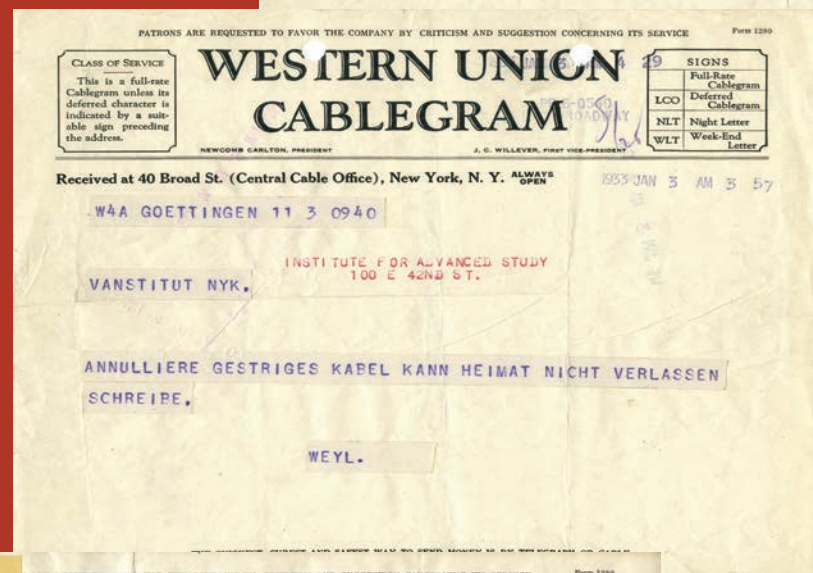 PATRONS ARE REQUESTED TO FAVOR THE COMPANY BY CRITICISM AND SUGGESTION CONCERNING ITS SERVICE
Form 1280
CLASS OF SERVICE
This is a full-rate
Cablegram unless its
deferred character is
indicated by a suit-
able sign preceding
the address.
WESTERN UNION
CABLEGRAM
NEWCOMB CARLTON, PRESIDENT
J. C. WILLEVER, FIRST VICE-PRESIDENT
SIGNS
Full-Rate
Cablegram
LCO Deferred
Cablegram
NLT Night Letter
WLT Week-End
Letter
29
Received at 40 Broad St. (Central Cable Office), New York, N. Y. ALWAYS
OPEN
1933 JAN 3 AM 3 57
W4A GOETTINGEN 11 3 0940
INSTITUTE FOR ADVANCED STUDY
100 E 42ND ST.
VANSTITUT NYK.
ANNULLIERE GESTRIGES KABEL KANN HEIMAT NICHT VERLASSEN
SCHREIBE.
WEYL.